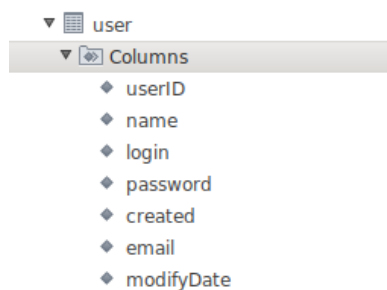 user
Columns
userID
name
login
password
created
email
modifyDate